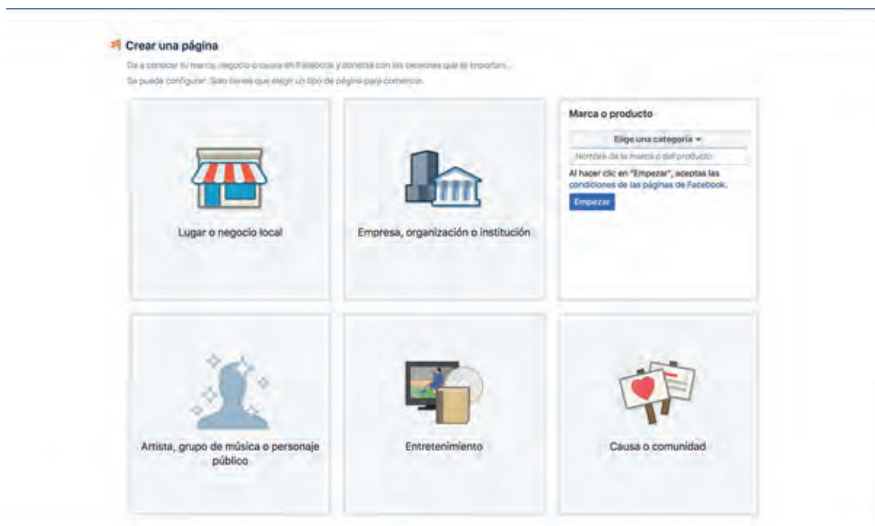 Crear una página
Da a conocer tu marca, negocio o causa en Facebook y conecta con las personas que te importan.
Se puede configurar. Solo tienes que elegir un tipo de página para comenzar.
Lugar o negocio local
Empresa, organización o institución
Marca o producto
Elige una categoría
Nombre de la marca o del producto
Al hacer clic en "Empezar", aceptas las
condiciones de las páginas de Facebook.
Empezar
Artista, grupo de música o personaje
público
Entretenimiento
Causa o comunidad